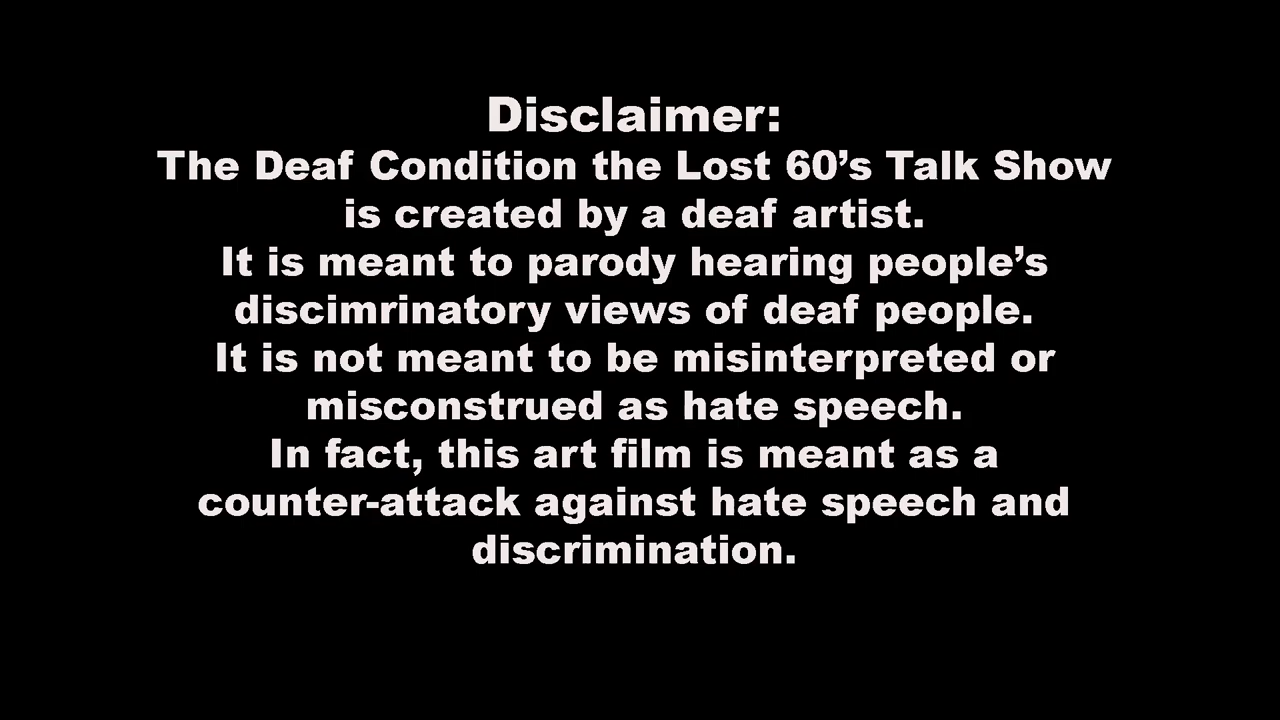 Disclaimer:
The Deaf Condition the Lost 60’s Talk Show
is created by a deaf artist.
It is meant to parody hearing people’s
discimrinatory views of deaf people.
It is not meant to be misinterpreted or
misconstrued as hate speech.
In fact, this art film is meant as a
counter-attack against hate speech and
discrimination.